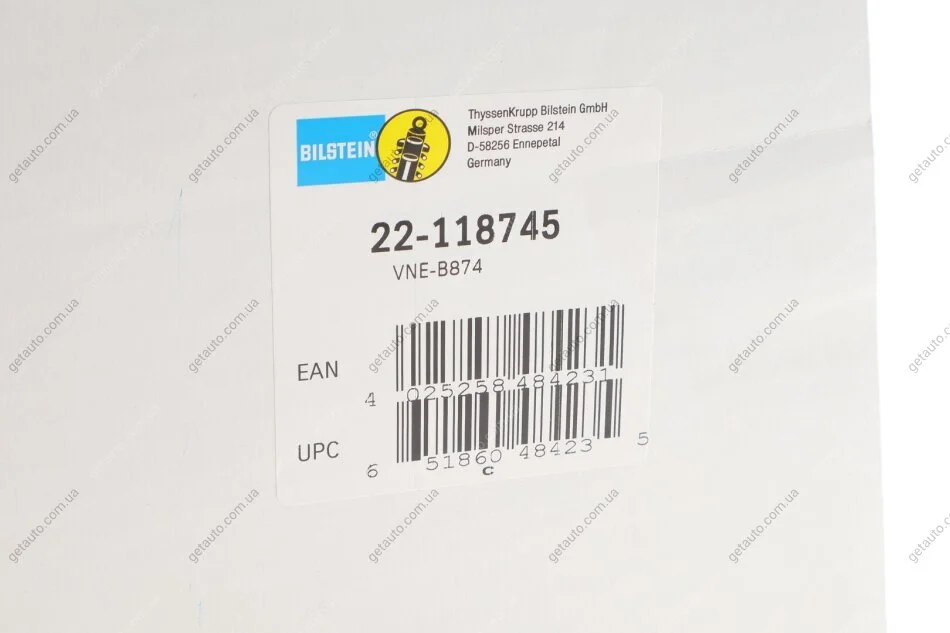 BILSTEIN®
ThyssenKrupp Bilstein GmbH
Milsper Strasse 214
D-58256 Ennepetal
Germany
22-118745
VNE-B874
EAN
4 025258 484231
UPC
6 51860 48423 5
c
getauto.com.ua